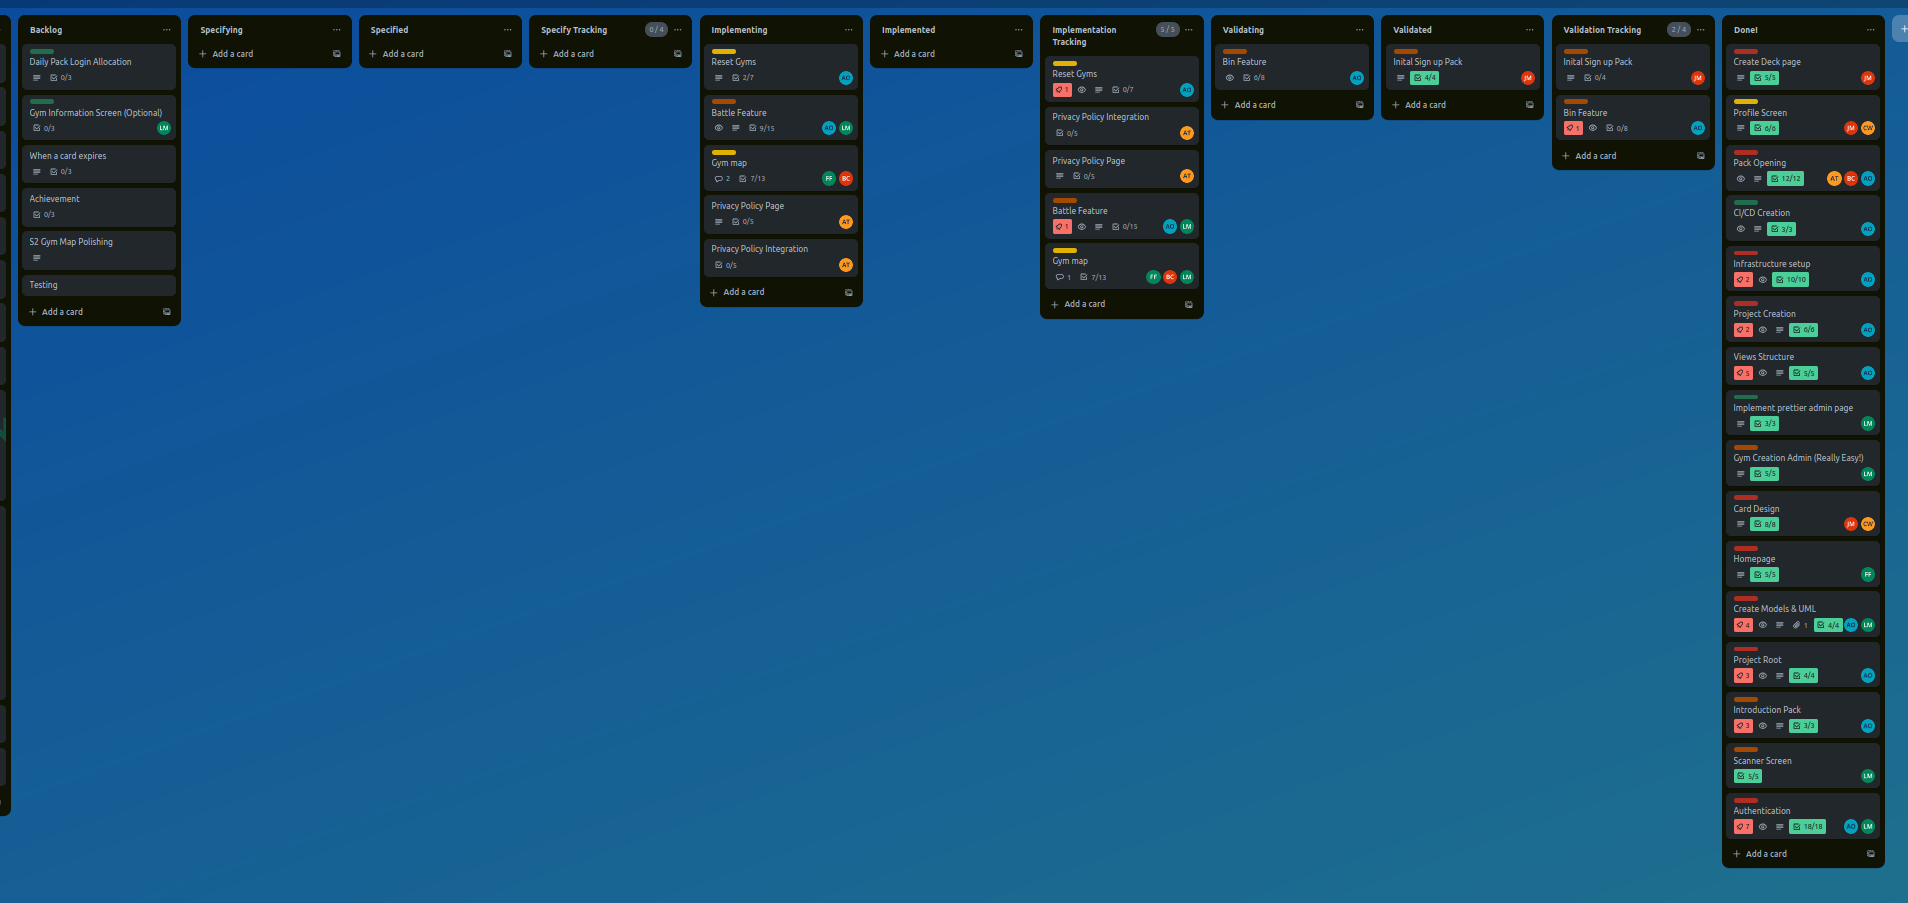 Backlog
Daily Pack Login Allocation
0/3
Gym Information Screen (Optional)
0/3
LM
When a card expires
0/3
Achievement
0/3
S2 Gym Map Polishing
Testing
Add a card
Specifying
Add a card
Specified
Add a card
Specify Tracking
0/4
Add a card
Implementing
Reset Gyms
2/7
AO
Battle Feature
9/15
AO LM
Gym map
2 7/13
FF BC
Privacy Policy Page
0/5
AT
Privacy Policy Integration
0/5
AT
Add a card
Implemented
Add a card
Implementation
Tracking
5/5
Reset Gyms
1 0/7
AO
Privacy Policy Integration
0/5
AT
Privacy Policy Page
0/5
AT
Battle Feature
1 0/15
AO LM
Gym map
1 7/13
FF BC LM
Add a card
Validating
Bin Feature
6/8
AO
Add a card
Validated
Inital Sign up Pack
4/4
JM
Add a card
Validation Tracking
2/4
Inital Sign up Pack
0/4
JM
Bin Feature
1 0/8
AO
Add a card
Done!
Create Deck page
5/5
JM
Profile Screen
6/6
JM CW
Pack Opening
12/12
AT BC AO
CI/CD Creation
3/3
AO
Infrastructure setup
2 10/10
AO
Project Creation
2 6/6
AO
Views Structure
5 5/5
AO
Implement prettier admin page
3/3
LM
Gym Creation Admin (Really Easy!)
5/5
LM
Card Design
8/8
JM CW
Homepage
5/5
FF
Create Models & UML
4 1 4/4
AO LM
Project Root
3 4/4
AO
Introduction Pack
3 3/3
AO
Scanner Screen
5/5
LM
Authentication
7 18/18
AO LM
Add a card